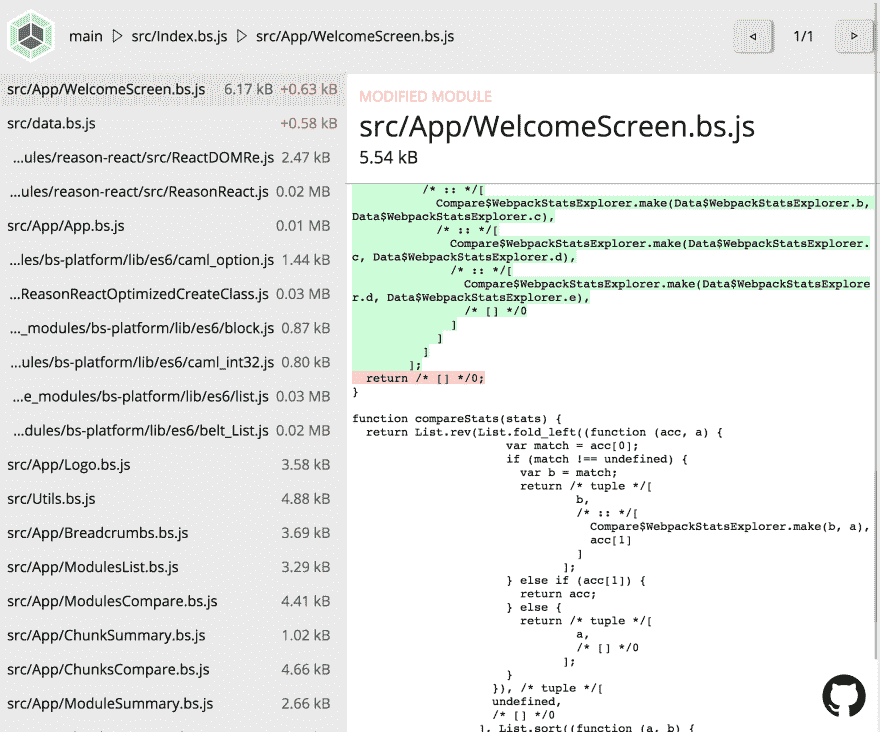 main ▷ src/Index.bs.js ▷ src/App/WelcomeScreen.bs.js
1/1
src/App/WelcomeScreen.bs.js 6.17 kB +0.63 kB
src/data.bs.js +0.58 kB
...ules/reason-react/src/ReactDOMRe.js 2.47 kB
...ules/reason-react/src/ReasonReact.js 0.02 MB
src/App/App.bs.js 0.01 MB
...les/bs-platform/lib/es6/caml_option.js 1.44 kB
...ReasonReactOptimizedCreateClass.js 0.03 MB
..._modules/bs-platform/lib/es6/block.js 0.87 kB
...ules/bs-platform/lib/es6/caml_int32.js 0.80 kB
...e_modules/bs-platform/lib/es6/list.js 0.03 MB
...dules/bs-platform/lib/es6/belt_List.js 0.02 MB
src/App/Logo.bs.js 3.58 kB
src/Utils.bs.js 4.88 kB
src/App/Breadcrumbs.bs.js 3.69 kB
src/App/ModulesList.bs.js 3.29 kB
src/App/ModulesCompare.bs.js 4.41 kB
src/App/ChunkSummary.bs.js 1.02 kB
src/App/ChunksCompare.bs.js 4.66 kB
src/App/ModuleSummary.bs.js 2.66 kB
MODIFIED MODULE
src/App/WelcomeScreen.bs.js
5.54 kB
/* :: */[
Compare$WebpackStatsExplorer.make(Data$WebpackStatsExplorer.b,
Data$WebpackStatsExplorer.c),
/* :: */[
Compare$WebpackStatsExplorer.make(Data$WebpackStatsExplorer.
c, Data$WebpackStatsExplorer.d),
/* :: */[
Compare$WebpackStatsExplorer.make(Data$WebpackStatsExplore
r.d, Data$WebpackStatsExplorer.e),
/* [] */0
]
]
]
];
return /* [] */0;
}
function compareStats(stats) {
return List.rev(List.fold_left((function (acc, a) {
var match = acc[0];
if (match !== undefined) {
var b = match;
return /* tuple */[
b,
/* :: */[
Compare$WebpackStatsExplorer.make(b, a),
acc[1]
]
];
} else if (acc[1]) {
return acc;
} else {
return /* tuple */[
a,
/* [] */0
];
}
}), /* tuple */[
undefined,
/* [] */0
], List.sort((function (a, b) {